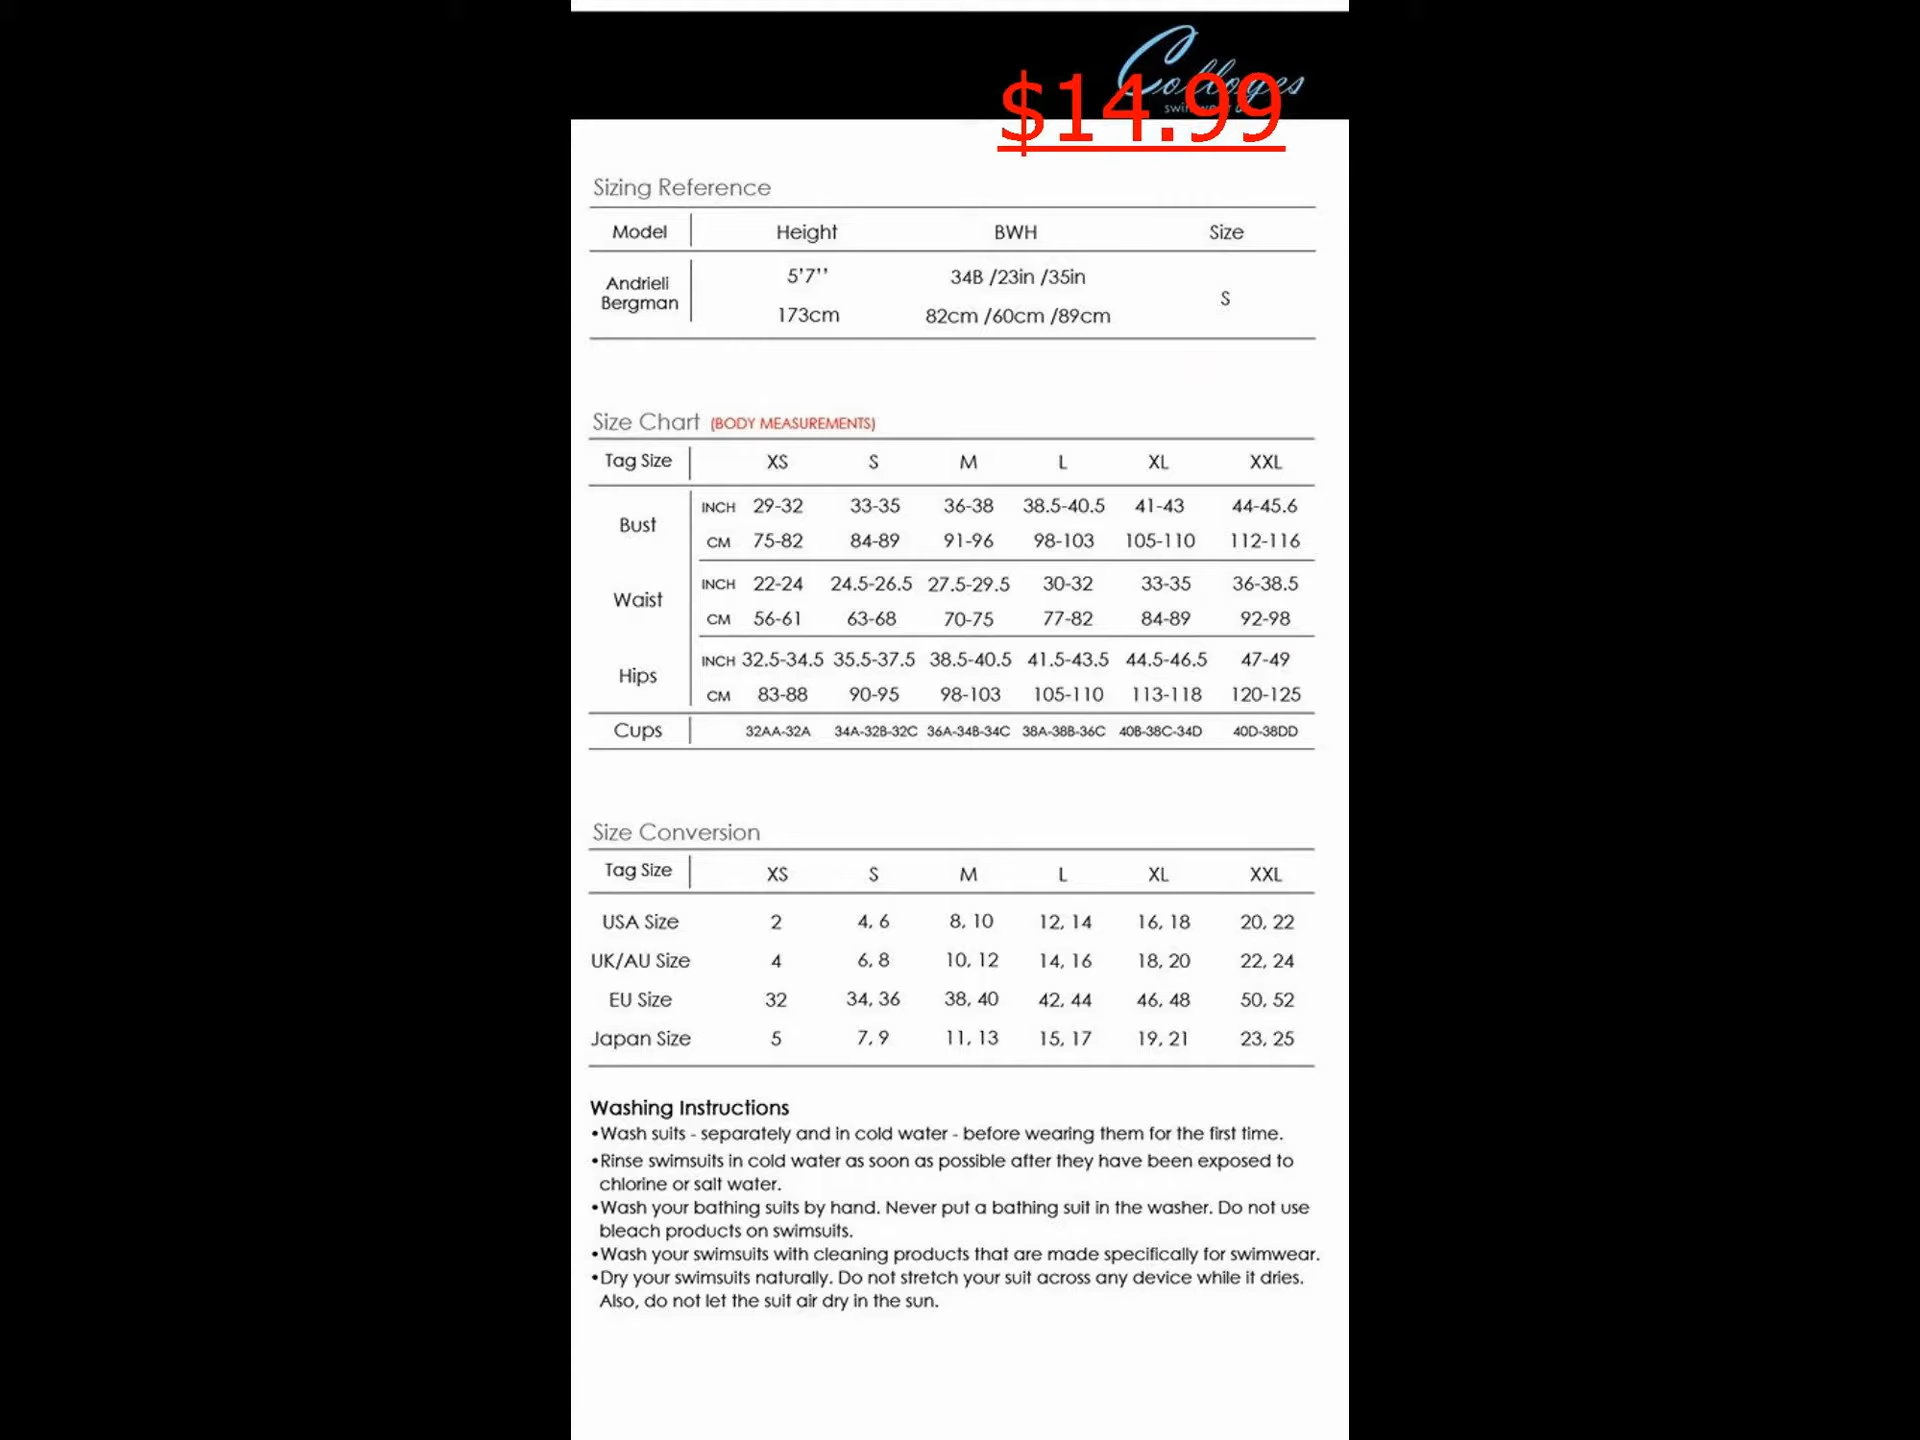 $14.99
Sizing Reference
Model Height BWH Size
Andrieli Bergman 5'7'' 34B /23in /35in S
173cm 82cm /60cm /89cm
Size Chart (BODY MEASUREMENTS)
Tag Size XS S M L XL XXL
Bust INCH 29-32 33-35 36-38 38.5-40.5 41-43 44-45.6
CM 75-82 84-89 91-96 98-103 105-110 112-116
Waist INCH 22-24 24.5-26.5 27.5-29.5 30-32 33-35 36-38.5
CM 56-61 63-68 70-75 77-82 84-89 92-98
Hips INCH 32.5-34.5 35.5-37.5 38.5-40.5 41.5-43.5 44.5-46.5 47-49
CM 83-88 90-95 98-103 105-110 113-118 120-125
Cups 32AA-32A 34A-32B-32C 36A-34B-34C 38A-38B-36C 40B-38C-34D 40D-38DD
Size Conversion
Tag Size XS S M L XL XXL
USA Size 2 4, 6 8, 10 12, 14 16, 18 20, 22
UK/AU Size 4 6, 8 10, 12 14, 16 18, 20 22, 24
EU Size 32 34, 36 38, 40 42, 44 46, 48 50, 52
Japan Size 5 7, 9 11, 13 15, 17 19, 21 23, 25
Washing Instructions
•Wash suits - separately and in cold water - before wearing them for the first time.
•Rinse swimsuits in cold water as soon as possible after they have been exposed to
chlorine or salt water.
•Wash your bathing suits by hand. Never put a bathing suit in the washer. Do not use
bleach products on swimsuits.
•Wash your swimsuits with cleaning products that are made specifically for swimwear.
•Dry your swimsuits naturally. Do not stretch your suit across any device while it dries.
Also, do not let the suit air dry in the sun.